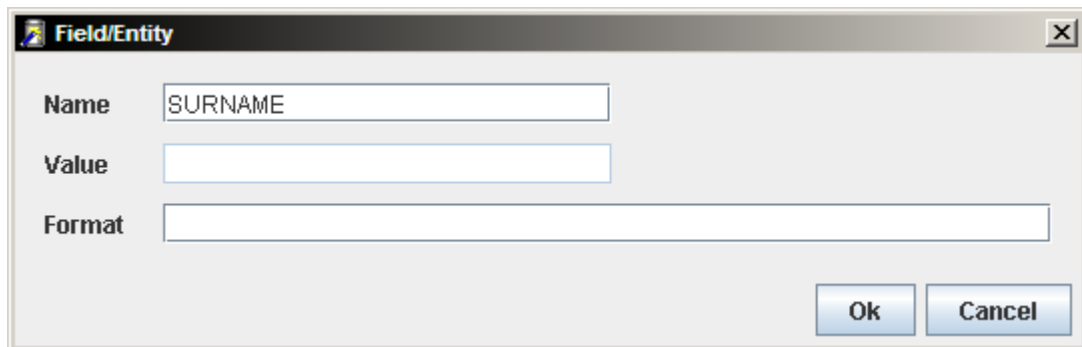 Field/Entity
Name SURNAME
Value
Format
Ok Cancel